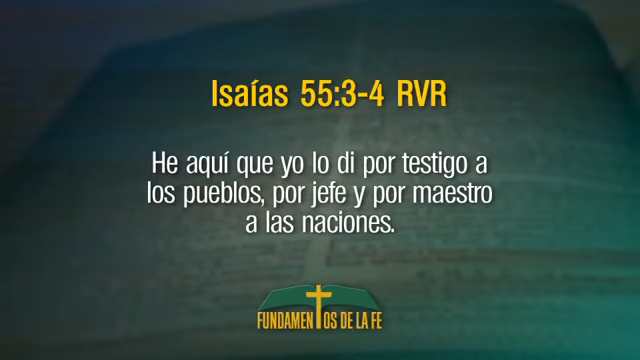 Isaías 55:3-4 RVR
He aquí que yo lo di por testigo a
los pueblos, por jefe y por maestro
a las naciones.
FUNDAMENTOS DE LA FE